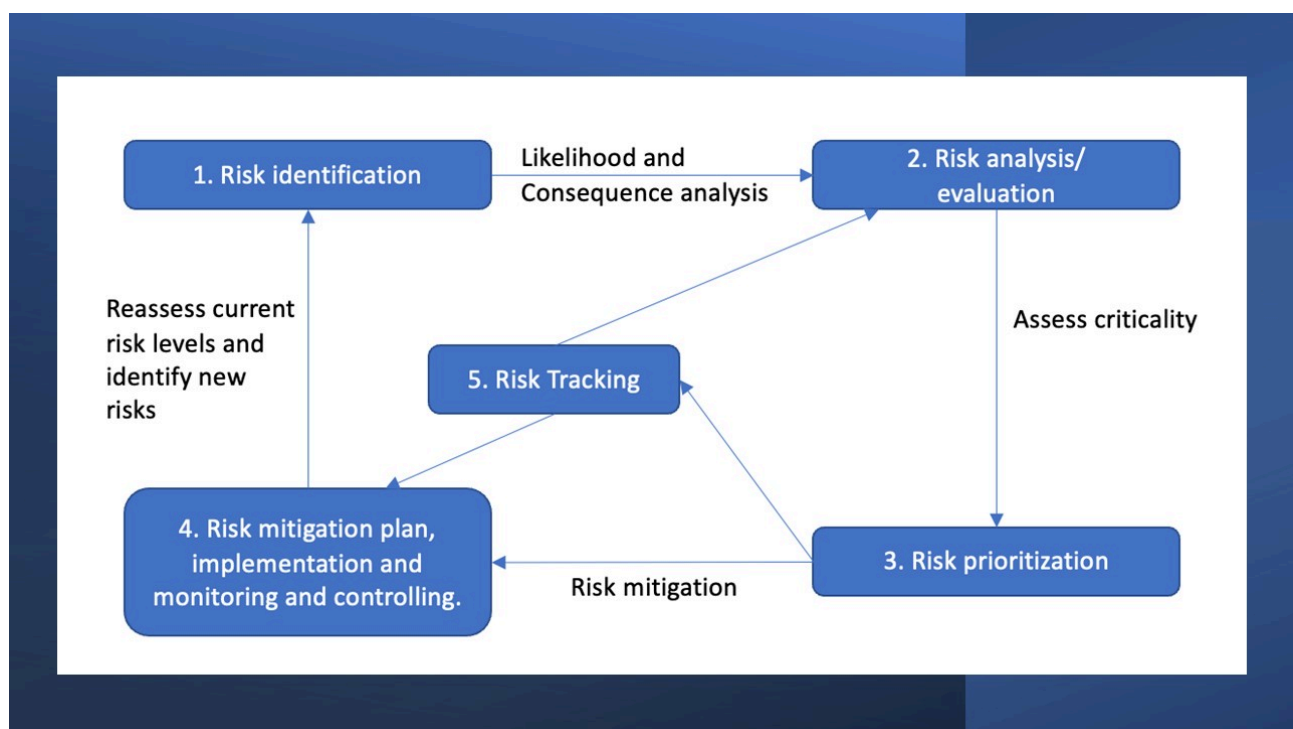 1. Risk identification
Likelihood and
Consequence analysis
2. Risk analysis/
evaluation
Reassess current
risk levels and
identify new
risks
Assess criticality
5. Risk Tracking
4. Risk mitigation plan,
implementation and
monitoring and controlling.
Risk mitigation
3. Risk prioritization